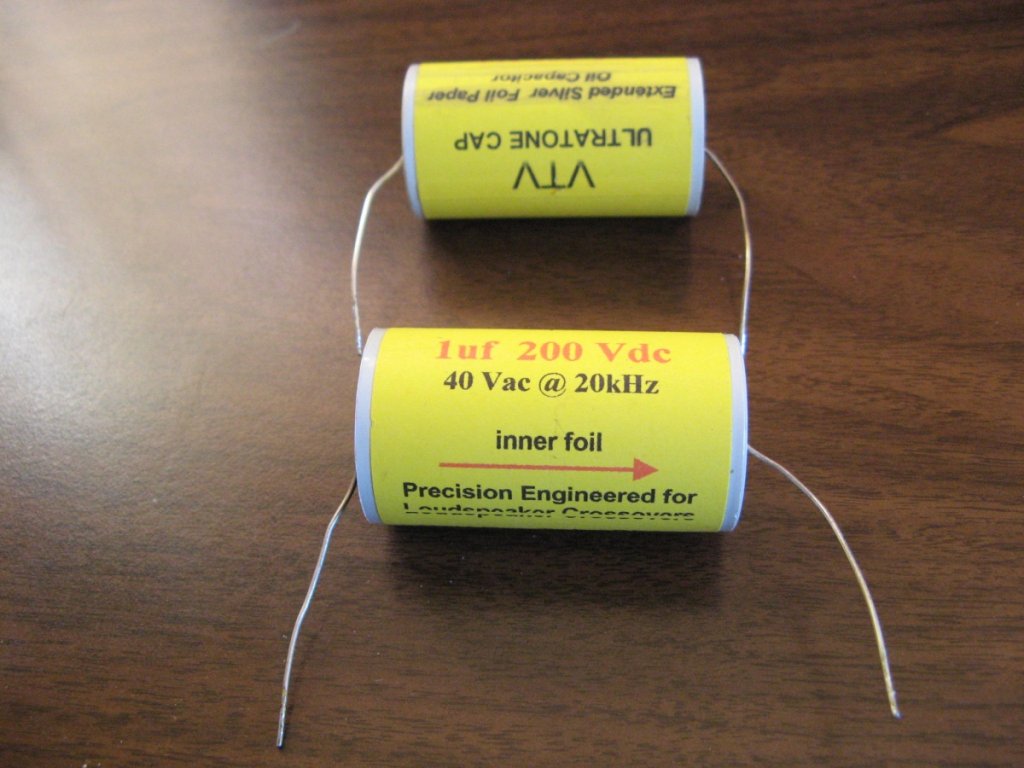 VTV
ULTRATONE CAP
Extended Silver Foil Paper
Oil Capacitor
1uf 200 Vdc
40 Vac @ 20kHz
inner foil
Precision Engineered for
Loudspeaker Crossovers